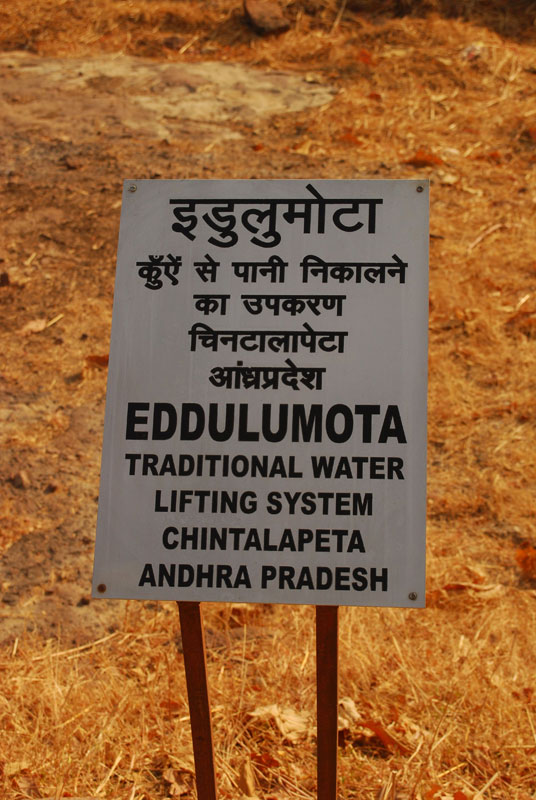 इडुलुमोटा
कुँऐं से पानी निकालने
का उपकरण
चिनटालापेटा
आंध्रप्रदेश
EDDULUMOTA
TRADITIONAL WATER
LIFTING SYSTEM
CHINTALAPETA
ANDHRA PRADESH